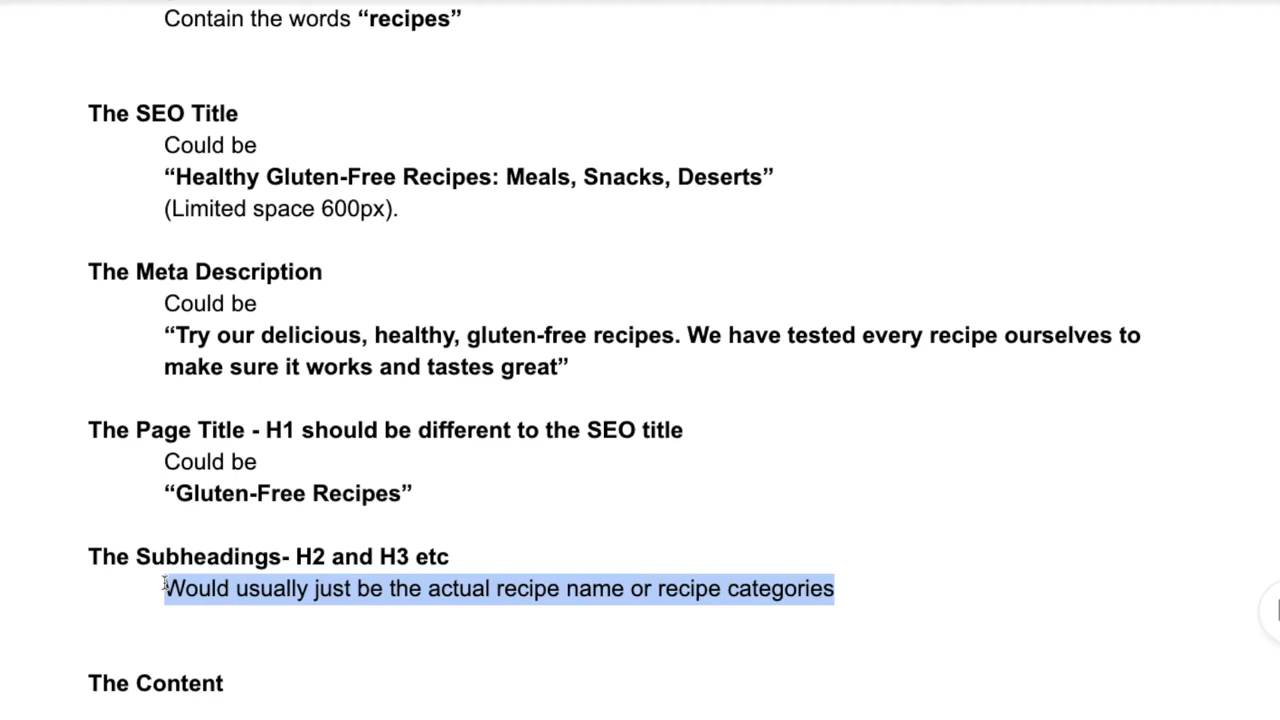 Contain the words “recipes”
The SEO Title
Could be
“Healthy Gluten-Free Recipes: Meals, Snacks, Deserts”
(Limited space 600px).
The Meta Description
Could be
“Try our delicious, healthy, gluten-free recipes. We have tested every recipe ourselves to
make sure it works and tastes great”
The Page Title - H1 should be different to the SEO title
Could be
“Gluten-Free Recipes”
The Subheadings- H2 and H3 etc
Would usually just be the actual recipe name or recipe categories
The Content